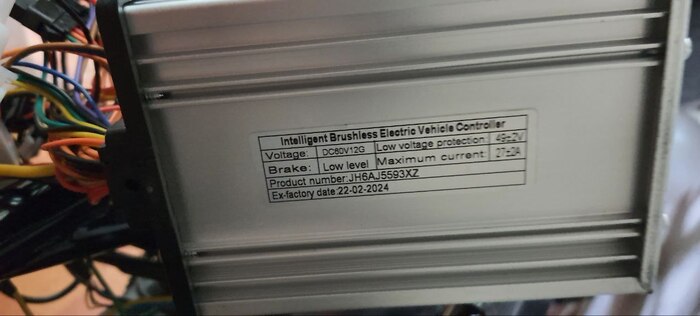 Intelligent Brushless Electric Vehicle Controller
Voltage: DC60V12G Low voltage protection: 49±2V
Brake: Low level Maximum current: 27±2A
Product number:JH6AJ5593XZ
Ex-factory date:22-02-2024